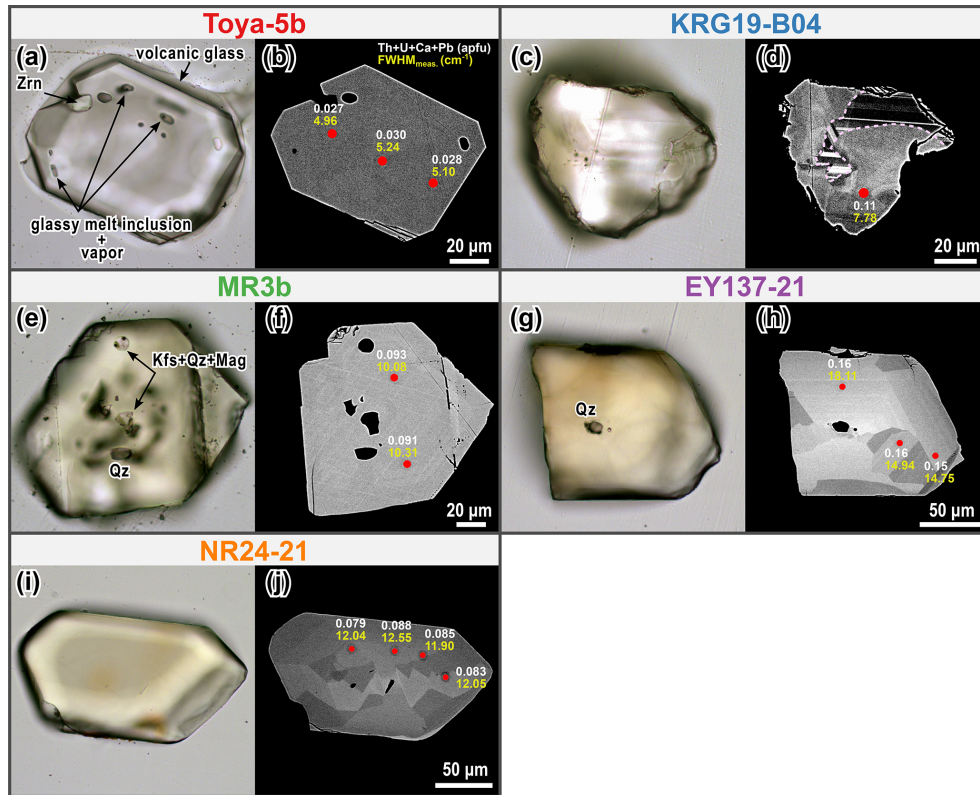 Toya-5b
(a)
volcanic glass
Zrn
glassy melt inclusion
+
vapor
(b)
Th+U+Ca+Pb (apfu)
FWHMmeas. (cm-1)
0.027
4.96
0.030
5.24
0.028
5.10
20 µm
KRG19-B04
(c)
(d)
0.11
7.78
20 µm
MR3b
(e)
Kfs+Qz+Mag
Qz
(f)
0.093
10.08
0.091
10.31
20 µm
EY137-21
(g)
Qz
(h)
0.16
18.11
0.16
14.94
0.15
14.75
50 µm
NR24-21
(i)
(j)
0.079
12.04
0.088
12.55
0.085
11.90
0.083
12.05
50 µm